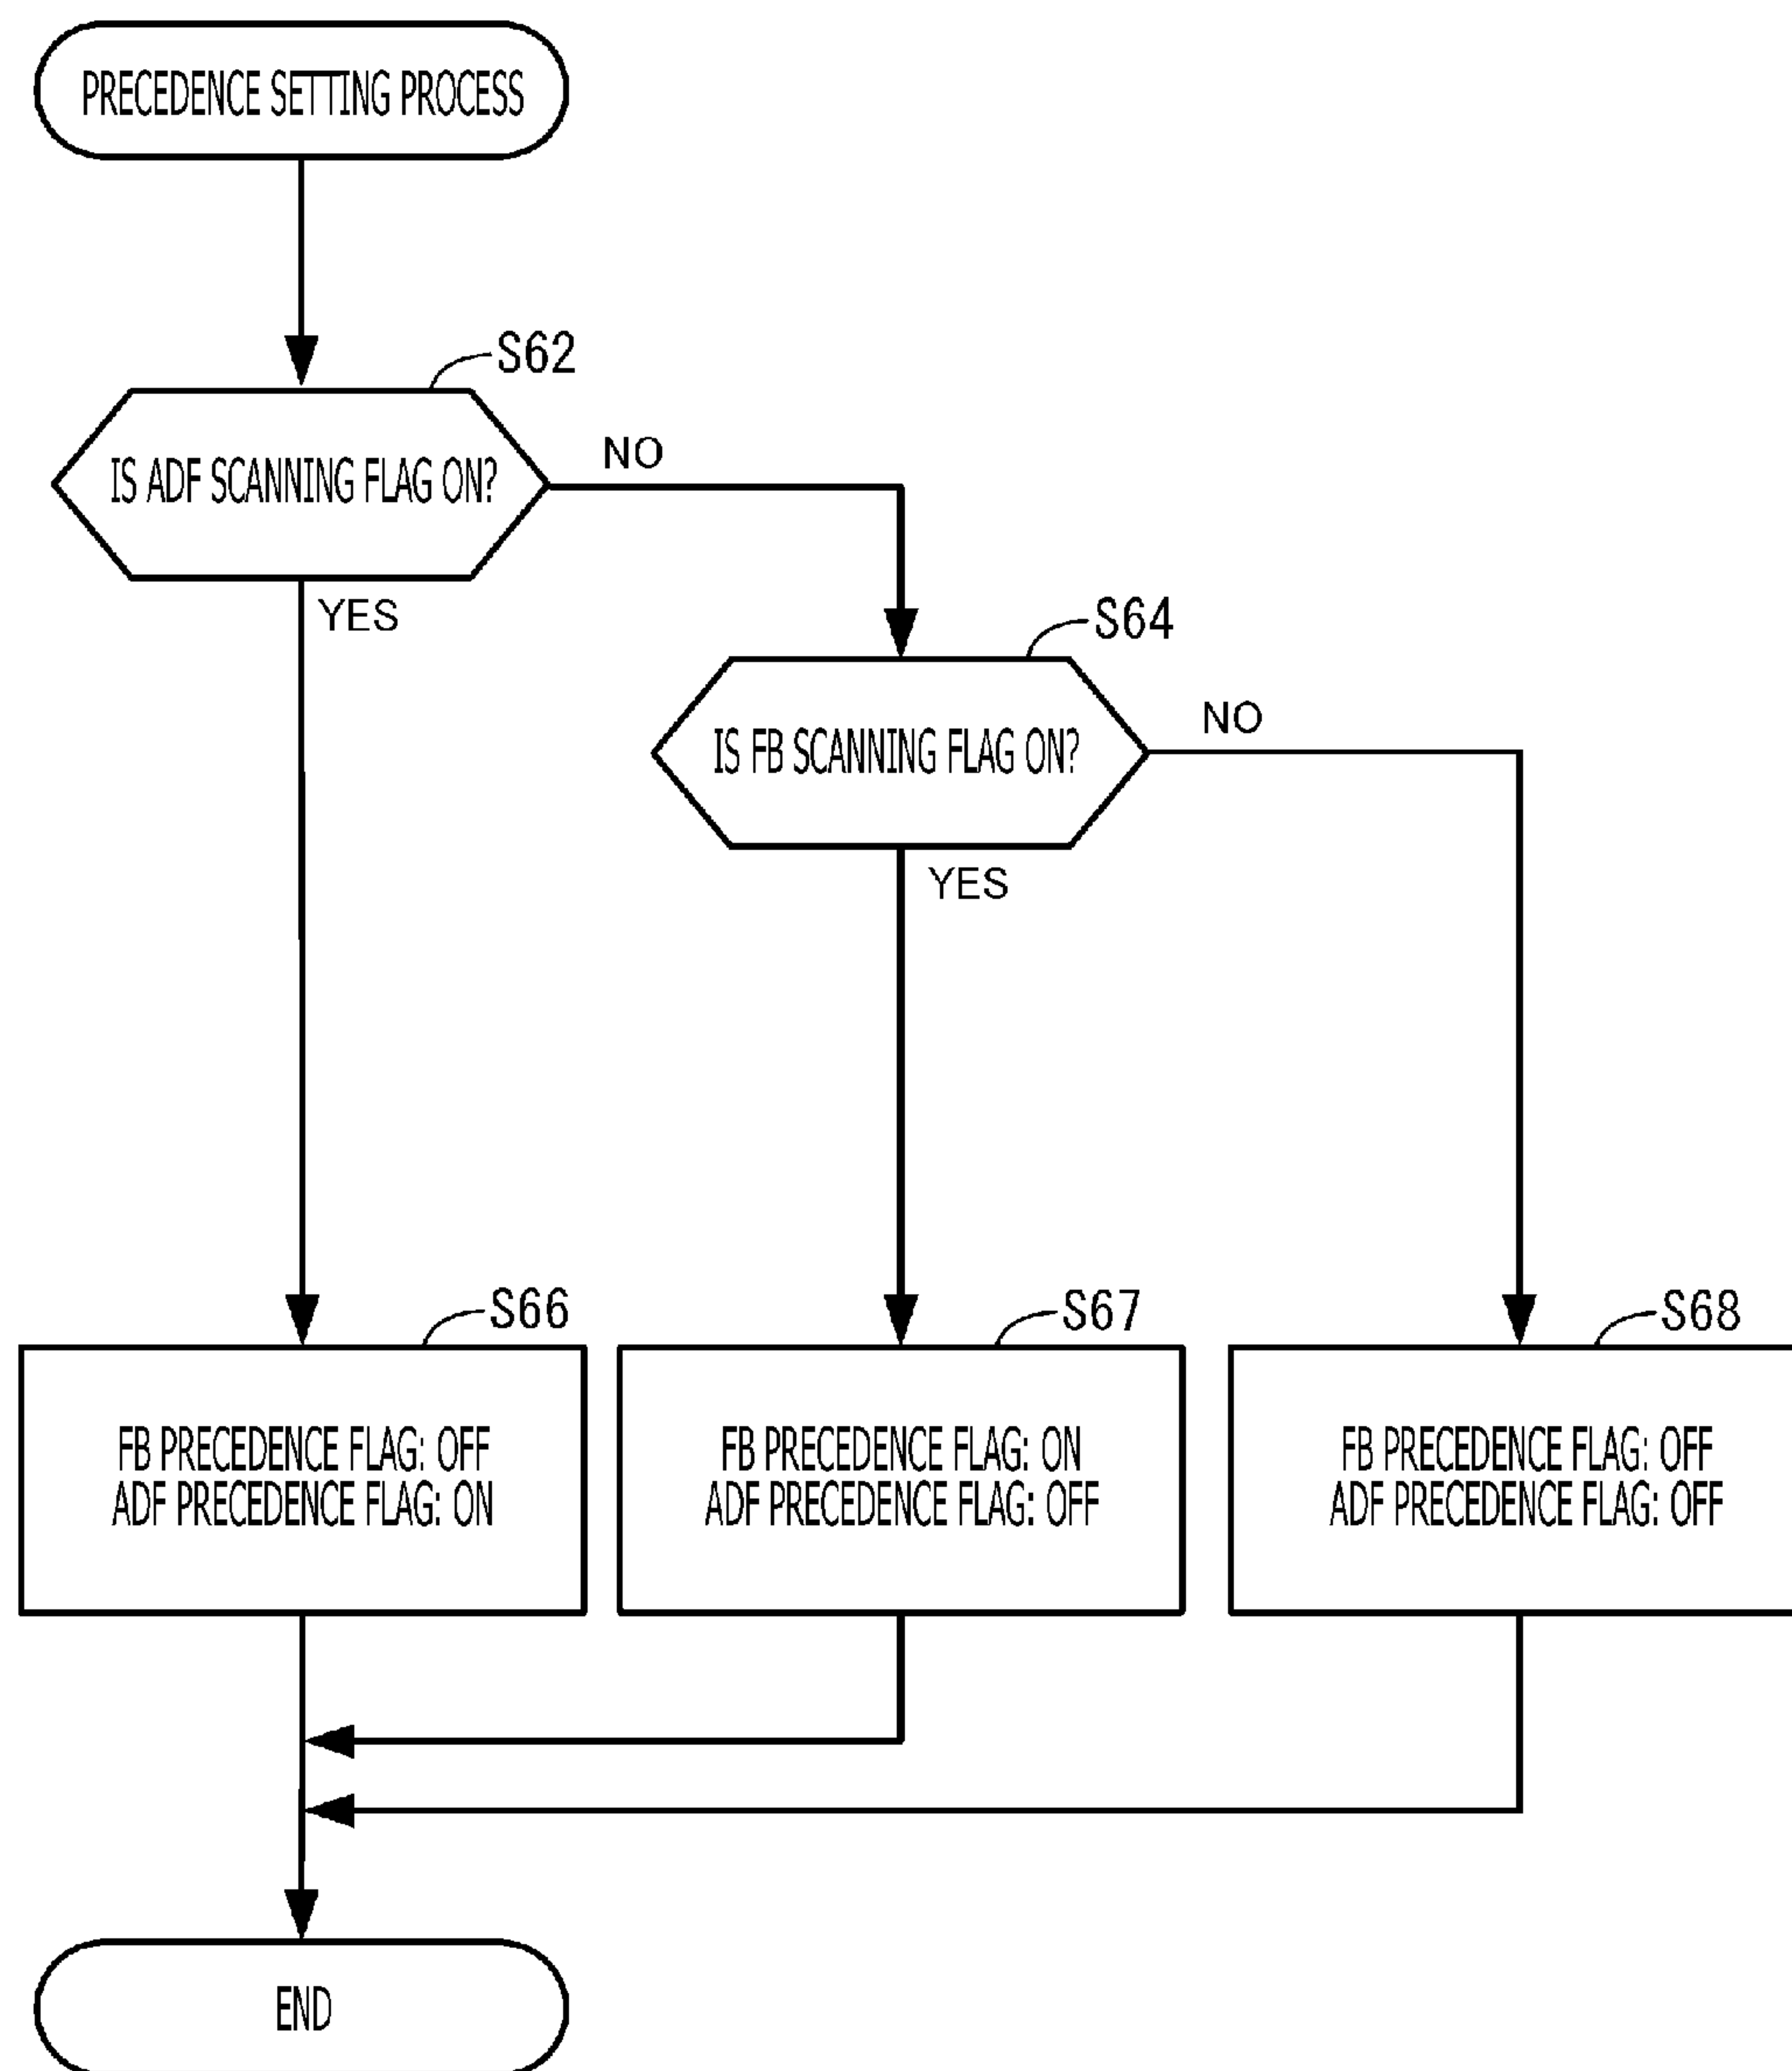 PRECEDENCE SETTING PROCESS
S62
IS ADF SCANNING FLAG ON?
NO
YES
S64
IS FB SCANNING FLAG ON?
NO
YES
S66
FB PRECEDENCE FLAG: OFF
ADF PRECEDENCE FLAG: ON
S67
FB PRECEDENCE FLAG: ON
ADF PRECEDENCE FLAG: OFF
S68
FB PRECEDENCE FLAG: OFF
ADF PRECEDENCE FLAG: OFF
END